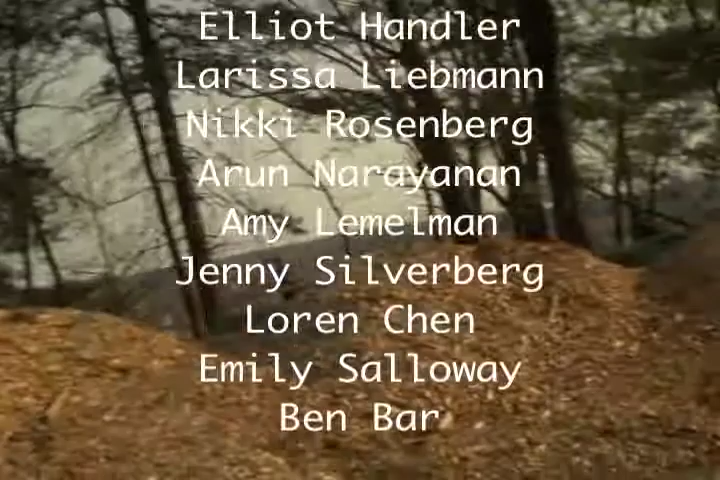 Elliot Handler
Larissa Liebmann
Nikki Rosenberg
Arun Narayanan
Amy Lemelman
Jenny Silverberg
Loren Chen
Emily Salloway
Ben Bar